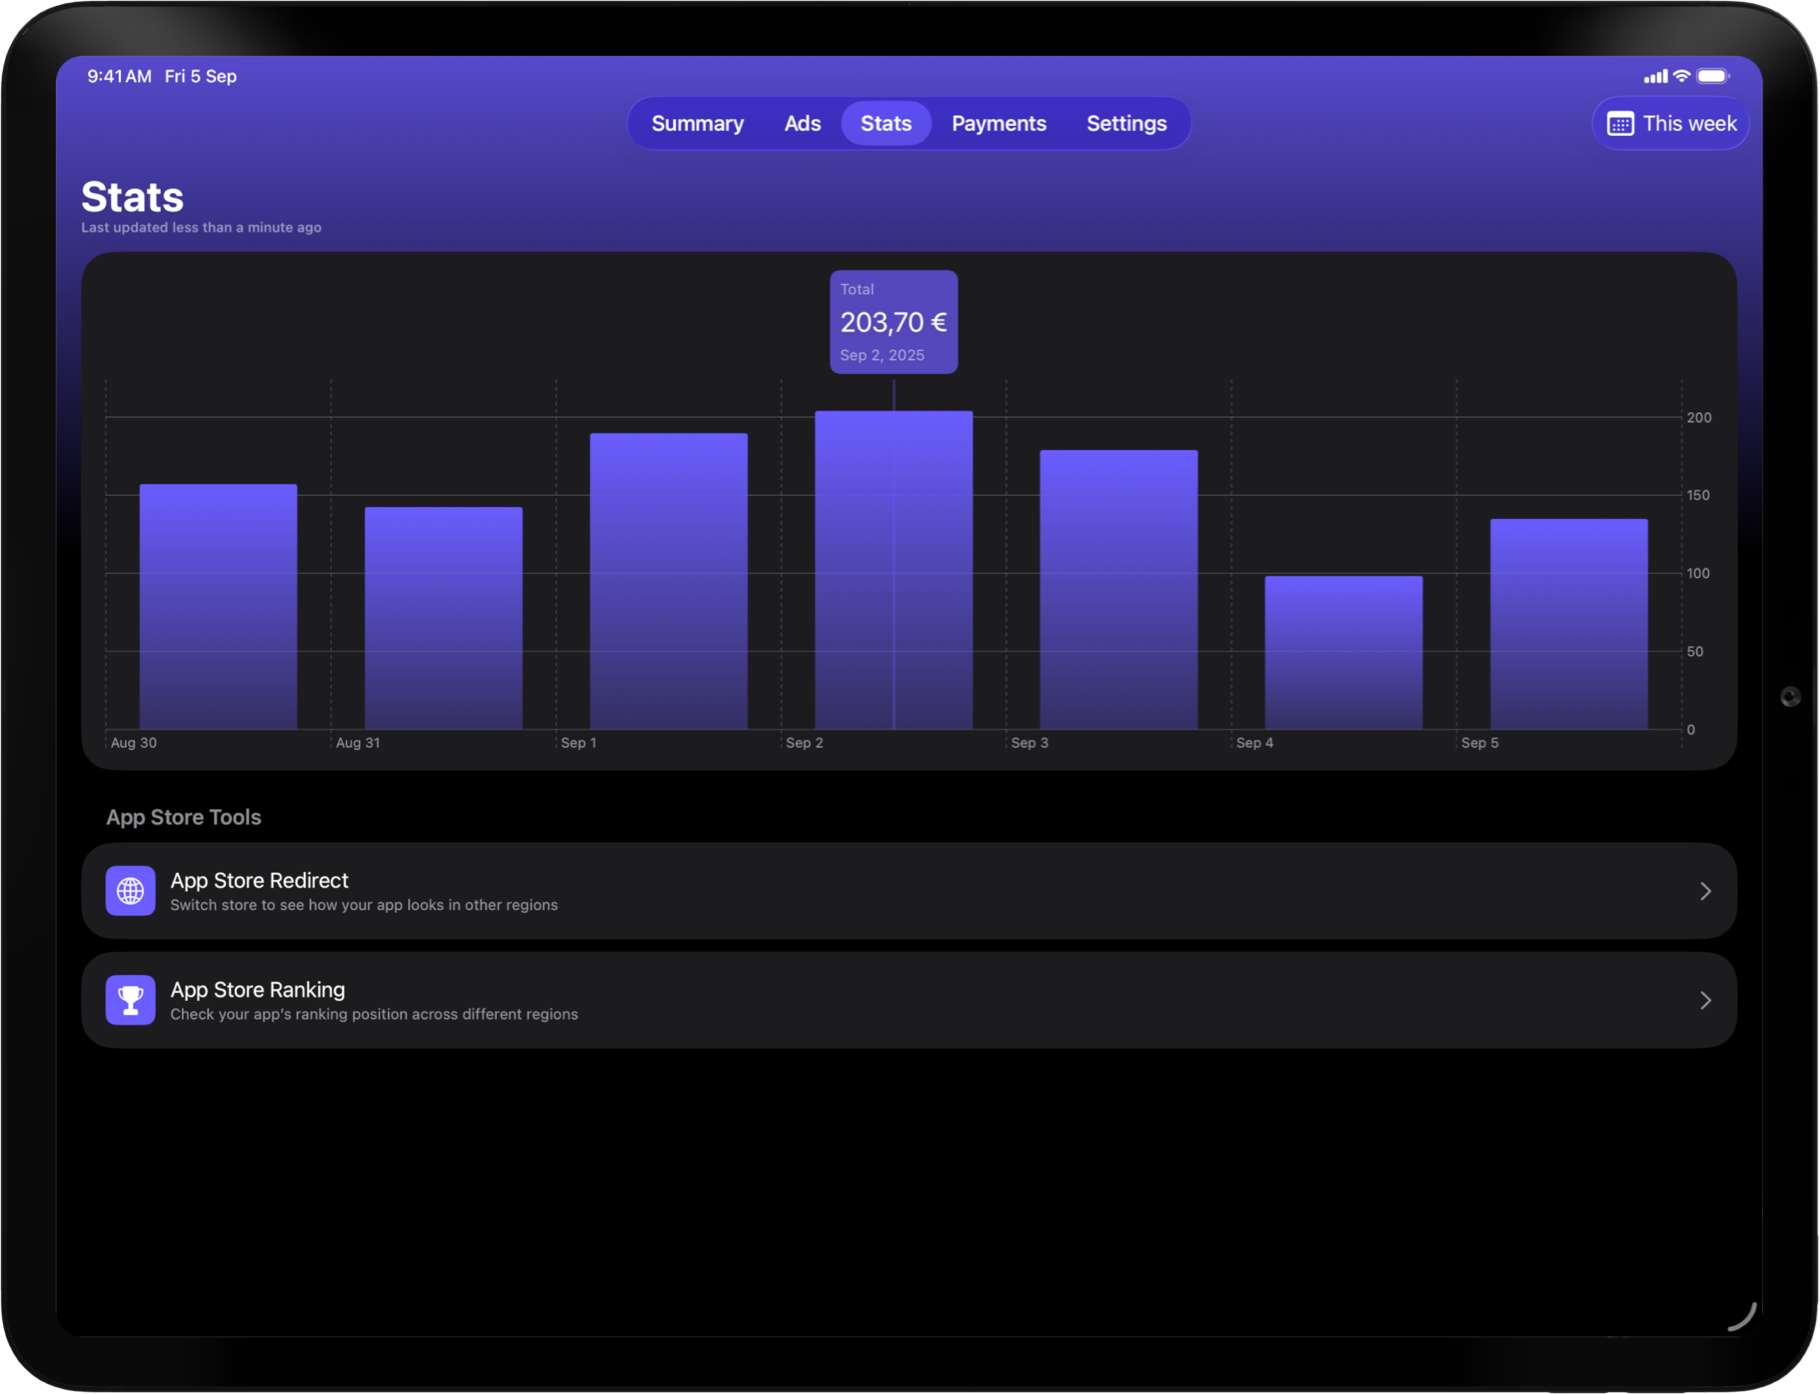 9:41 AM Fri 5 Sep
Summary Ads Stats Payments Settings
This week
Stats
Last updated less than a minute ago
Total
203,70 €
Sep 2, 2025
200
150
100
50
0
Aug 30 Aug 31 Sep 1 Sep 2 Sep 3 Sep 4 Sep 5
App Store Tools
App Store Redirect
Switch store to see how your app looks in other regions
App Store Ranking
Check your app’s ranking position across different regions